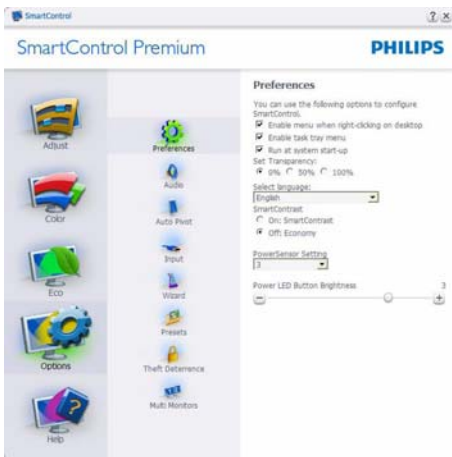 SmartControl
SmartControl Premium
PHILIPS
Adjust
Color
Eco
Options
Help
Preferences
Audio
Auto Pivot
Input
Wizard
Presets
Theft Deterrence
Multi Monitors
Preferences
You can use the following options to configure
SmartControl.
Enable menu when right-clicking on desktop
Enable task tray menu
Run at system start-up
Set Transparency:
0% 50% 100%
Select language:
English
SmartContrast
On: SmartContrast
Off: Economy
PowerSensor Setting
3
Power LED Button Brightness 3